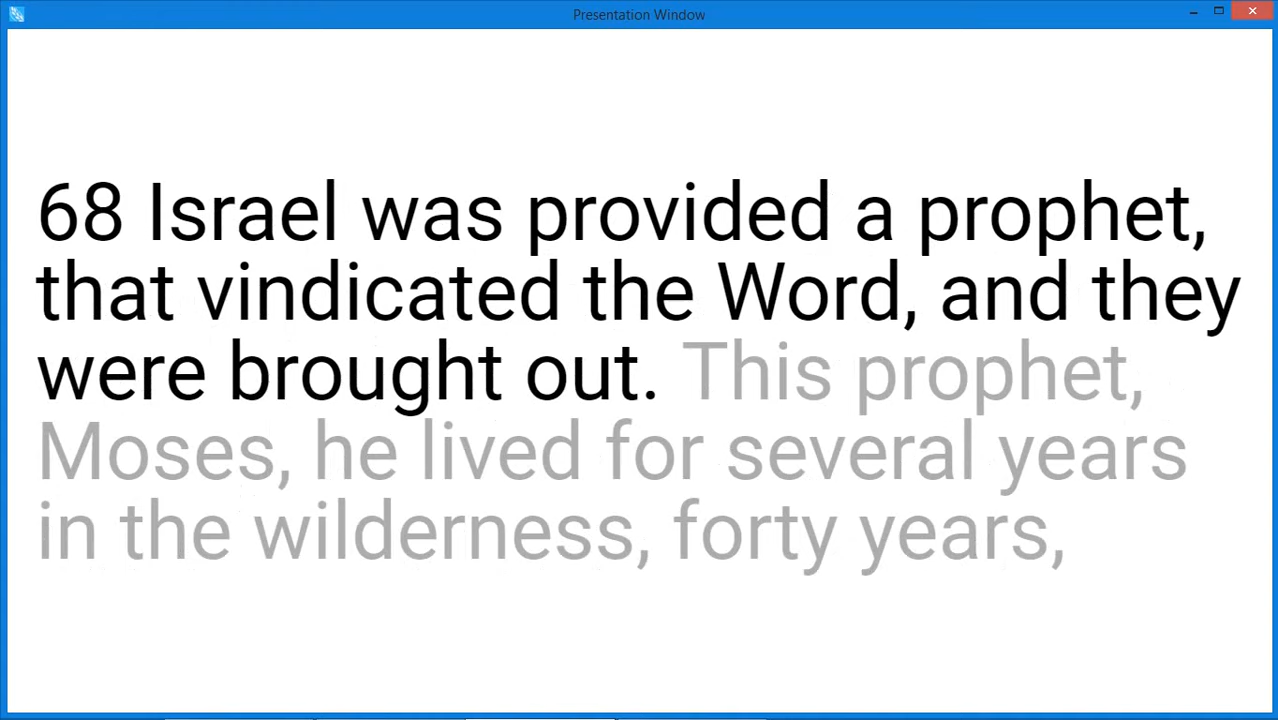 Presentation Window
68 Israel was provided a prophet,
that vindicated the Word, and they
were brought out. This prophet,
Moses, he lived for several years
in the wilderness, forty years,